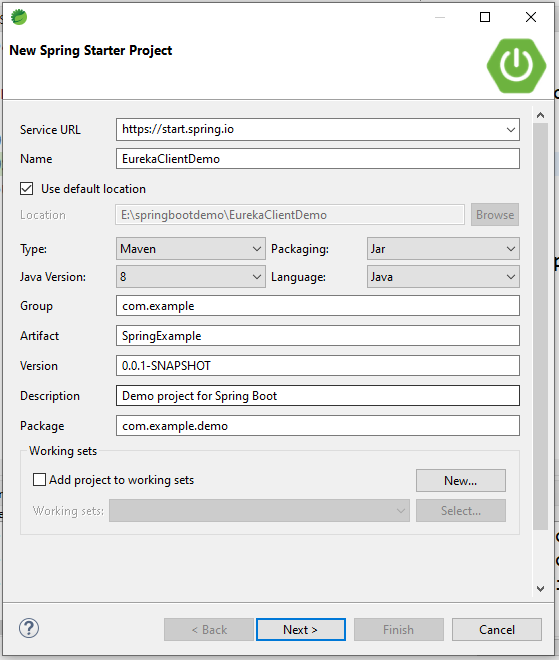 New Spring Starter Project
Service URL https://start.spring.io
Name EurekaClientDemo
Use default location
Location E:\springbootdemo\EurekaClientDemo Browse
Type: Maven Packaging: Jar
Java Version: 8 Language: Java
Group com.example
Artifact SpringExample
Version 0.0.1-SNAPSHOT
Description Demo project for Spring Boot
Package com.example.demo
Working sets
Add project to working sets New...
Working sets: Select...
? < Back Next > Finish Cancel